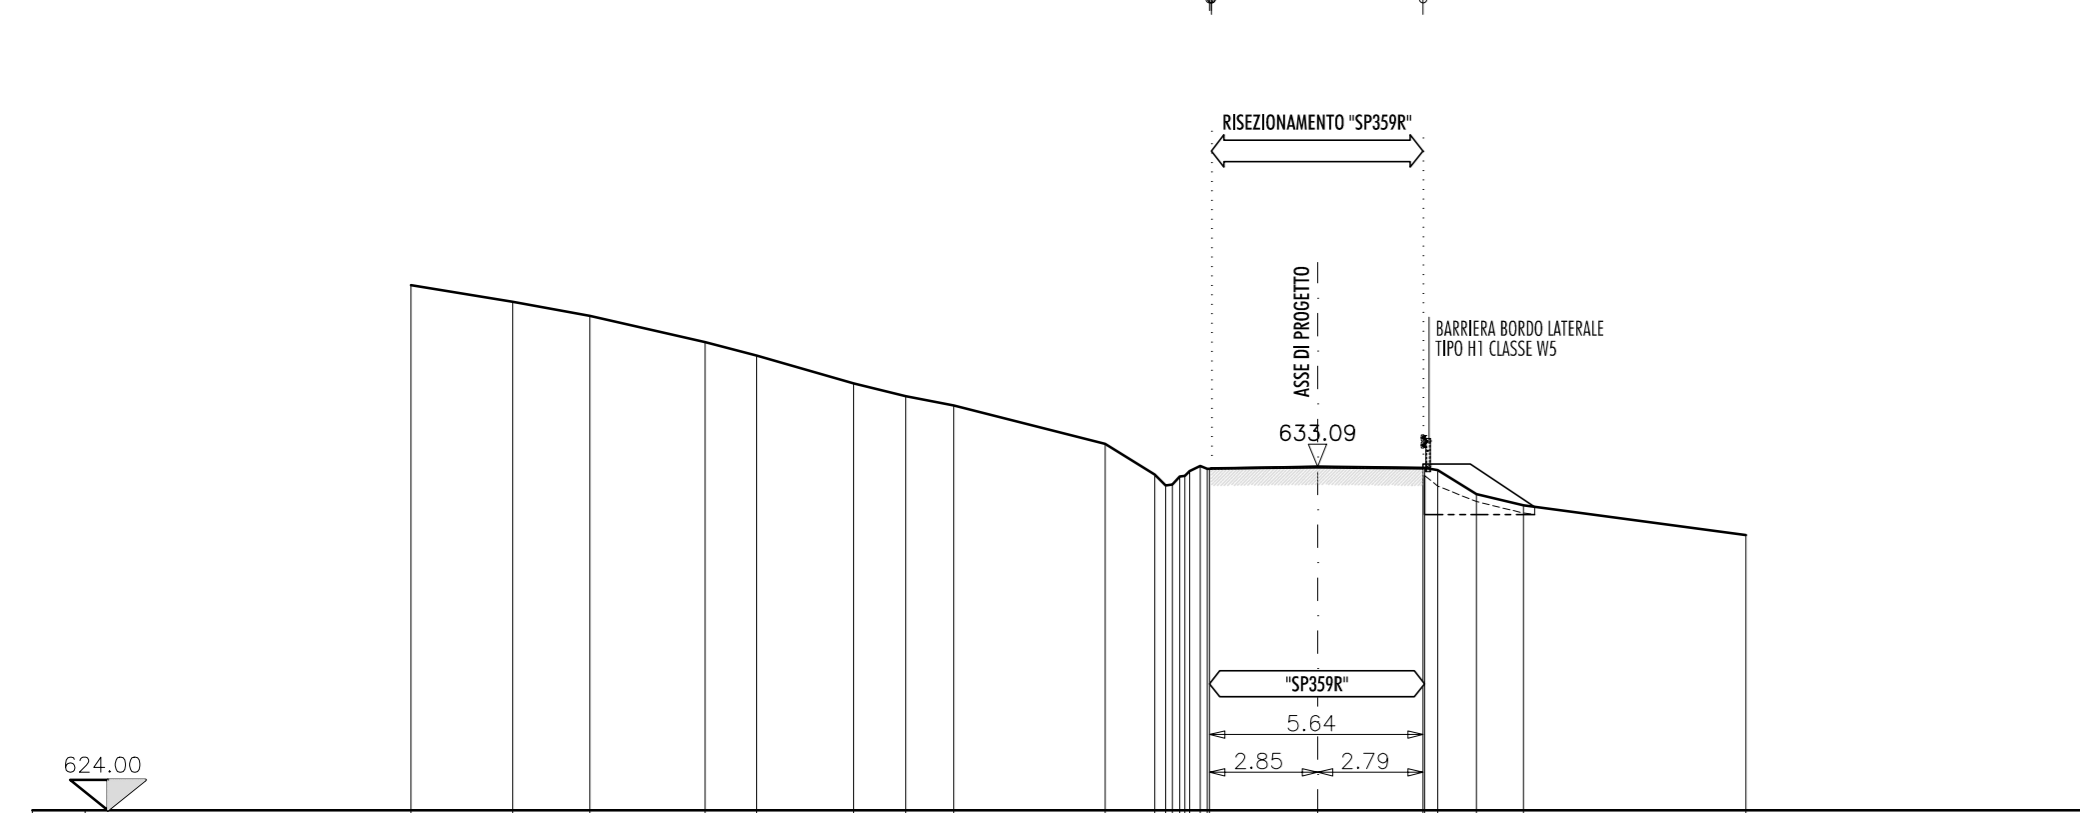 RISEZIONAMENTO "SP359R"
ASSE DI PROGETTO
BARRIERA BORDO LATERALE
TIPO H1 CLASSE W5
633.09
"SP359R"
5.64
624.00
2.85
2.79